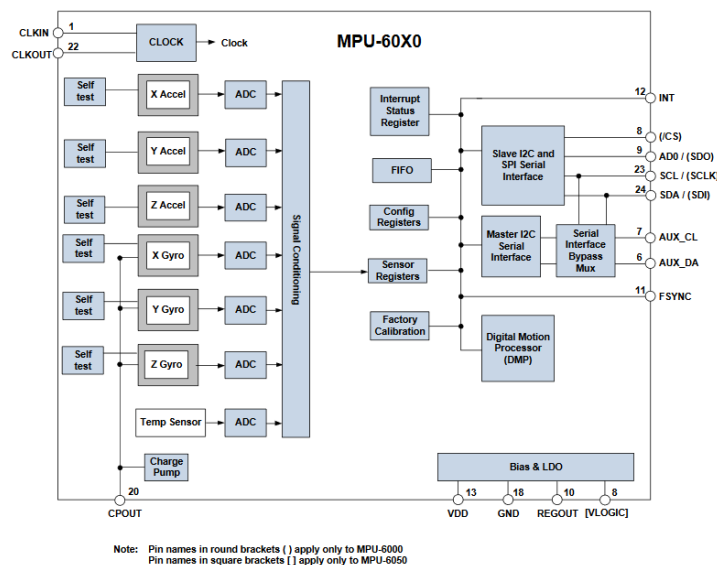 MPU-60X0
1
CLKIN
22
CLKOUT
CLOCK
Clock
Self
test
X Accel
ADC
Self
test
Y Accel
ADC
Self
test
Z Accel
ADC
Self
test
X Gyro
ADC
Self
test
Y Gyro
ADC
Self
test
Z Gyro
ADC
Temp Sensor
ADC
Signal Conditioning
Charge
Pump
20
CPOUT
Interrupt
Status
Register
FIFO
Config
Registers
Sensor
Registers
Factory
Calibration
Slave I2C and
SPI Serial
Interface
Master I2C
Serial
Interface
Serial
Interface
Bypass
Mux
Digital Motion
Processor
(DMP)
12
INT
8
(/CS)
9
AD0 / (SDO)
23
SCL / (SCLK)
24
SDA / (SDI)
7
AUX_CL
6
AUX_DA
11
FSYNC
Bias & LDO
13
VDD
18
GND
10
REGOUT
8
[VLOGIC]
Note: Pin names in round brackets ( ) apply only to MPU-6000
Pin names in square brackets [ ] apply only to MPU-6050